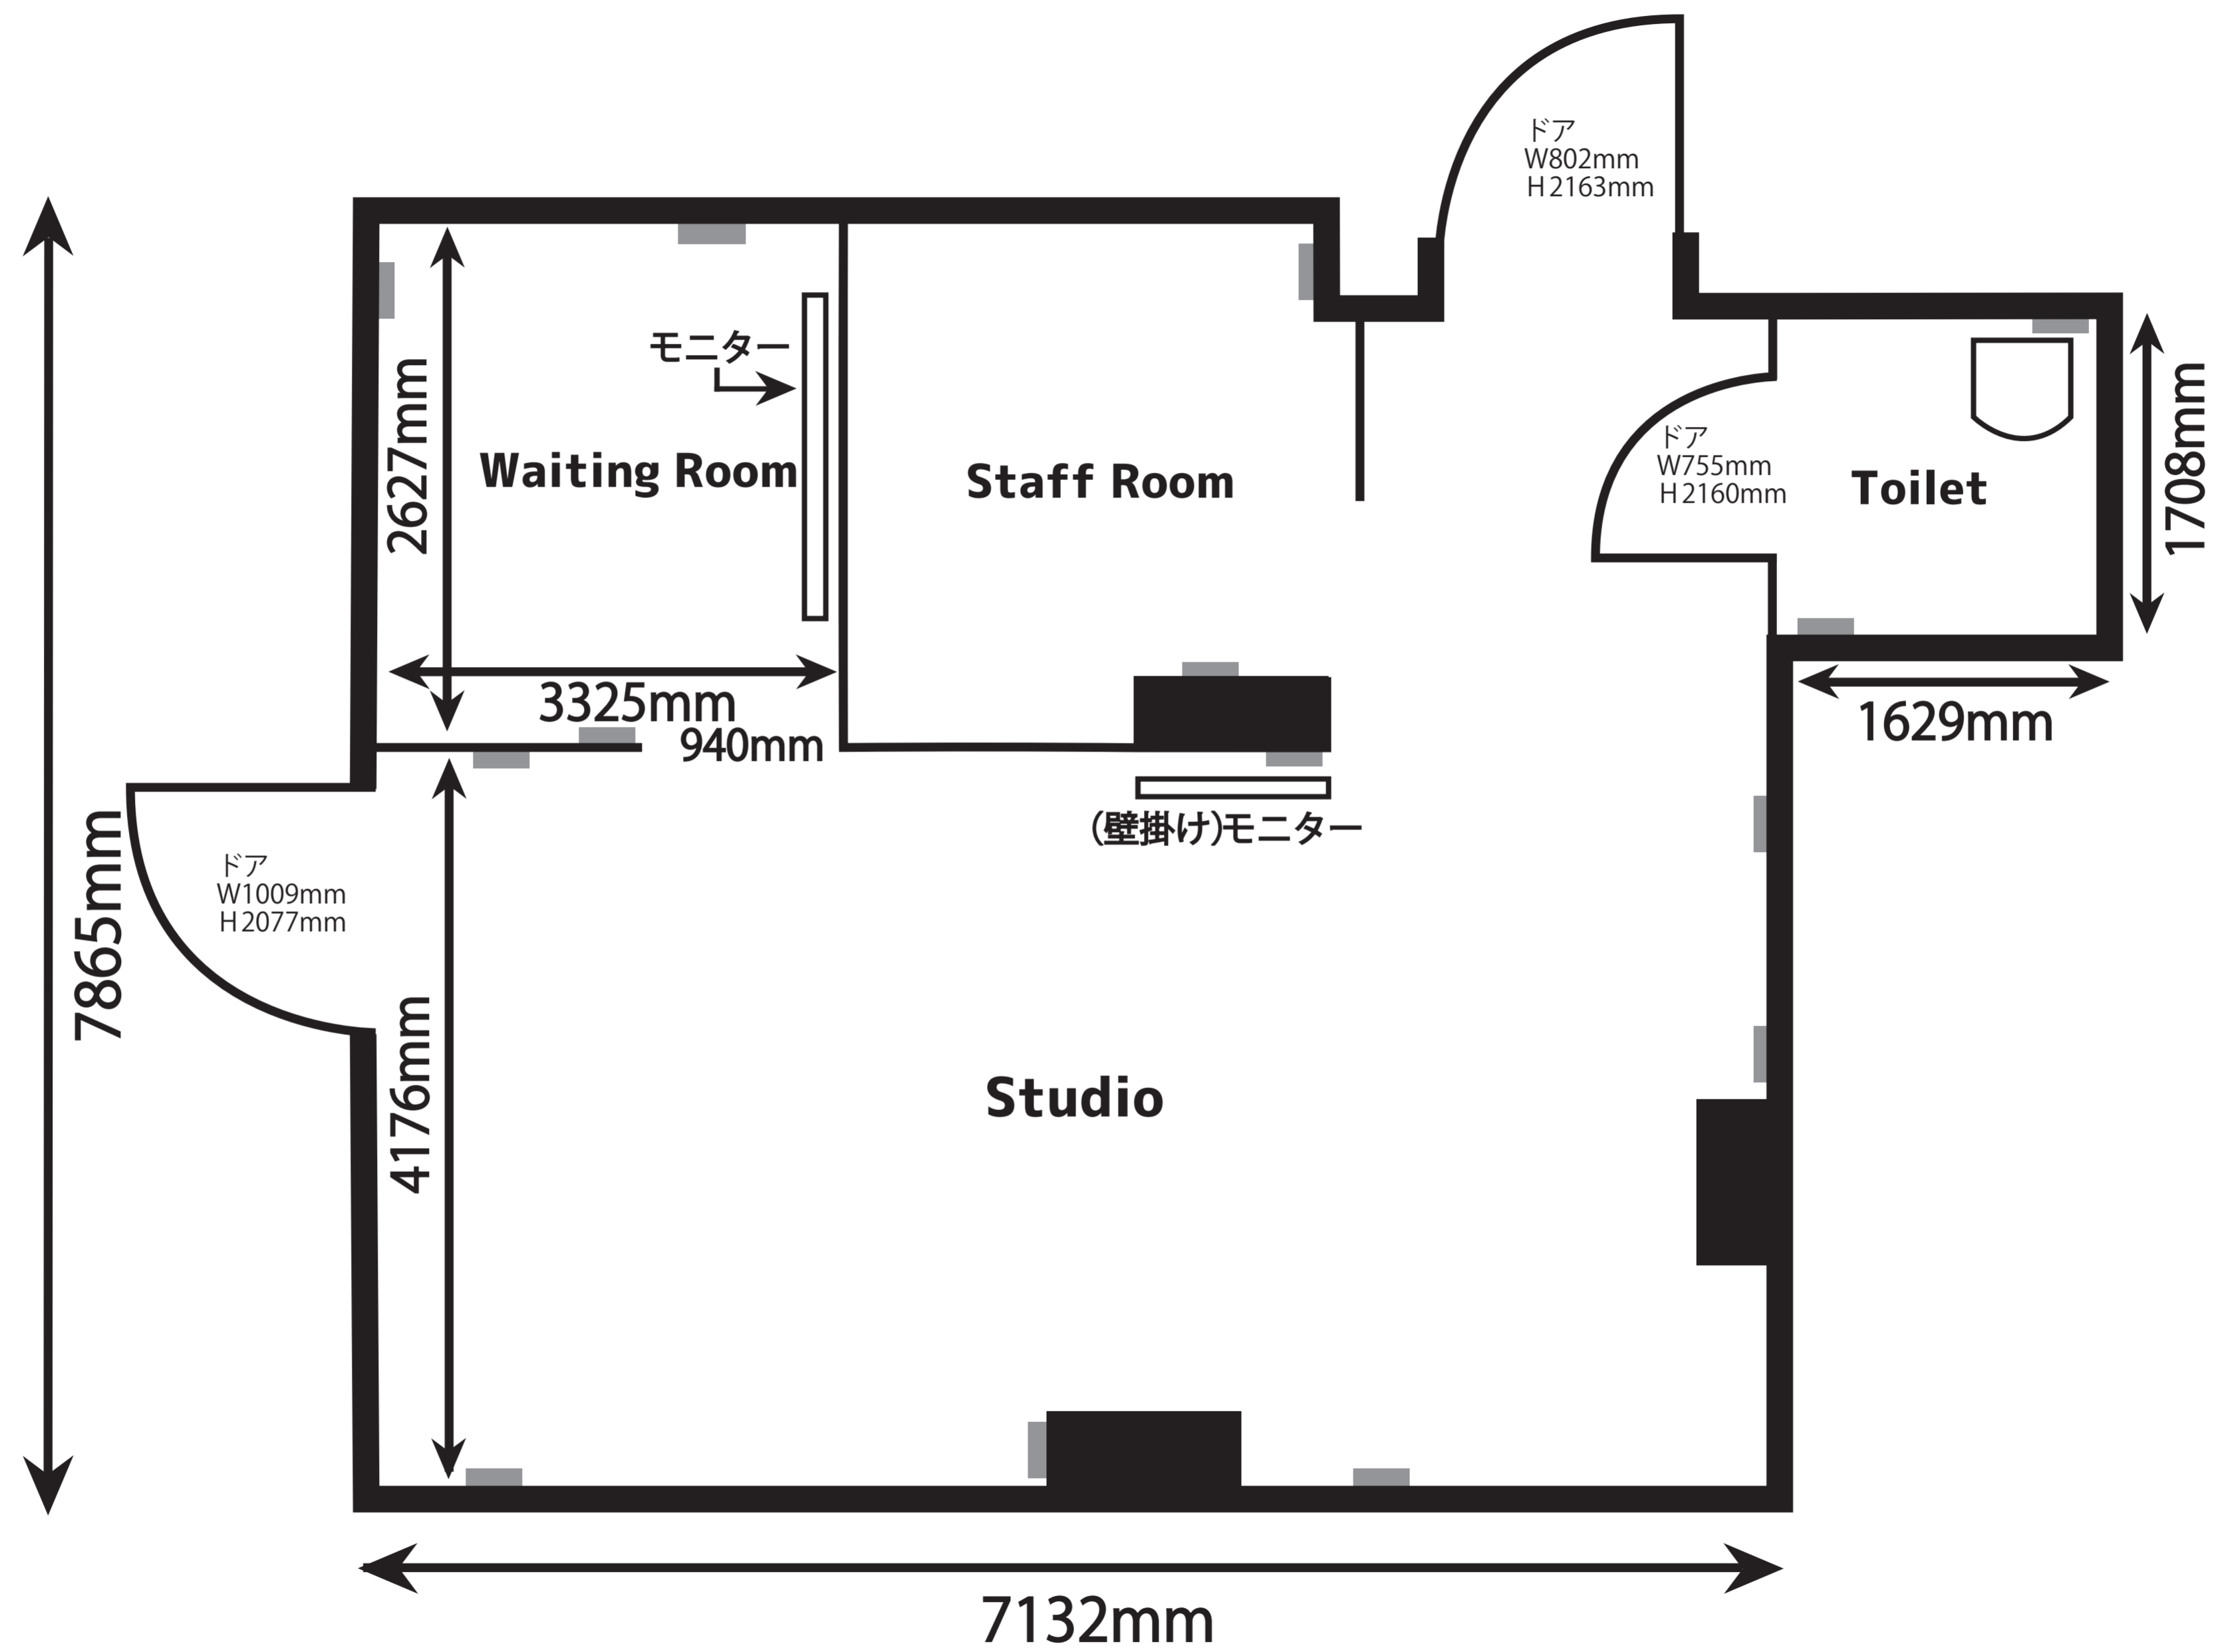 ドア
W802mm
H2163mm
モニター
2627mm
Waiting Room
Staff Room
ドア
W755mm
H2160mm
Toilet
1708mm
3325mm
940mm
1629mm
(壁掛け)モニター
7865mm
ドア
W1009mm
H2077mm
4176mm
Studio
7132mm